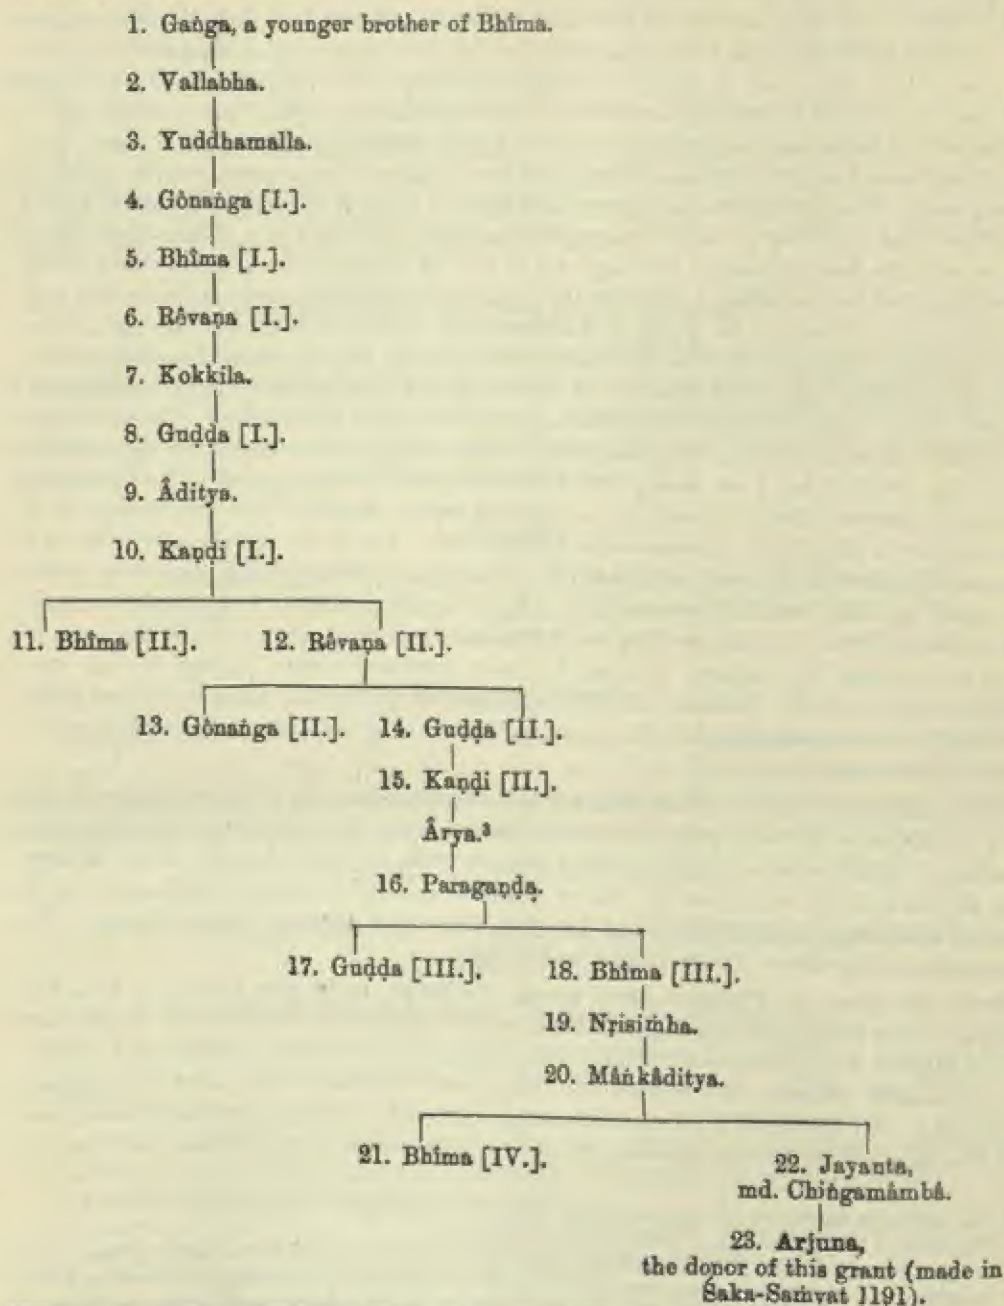 1. Gaṅga, a younger brother of Bhîma.
2. Vallabha.
3. Yuddhamalla.
4. Gônaṅga [I.].
5. Bhîma [I.].
6. Rêvaṇa [I.].
7. Kokkila.
8. Guḍḍa [I.].
9. Âditya.
10. Kaṇḍi [I.].
11. Bhîma [II.]. 12. Rêvaṇa [II.].
13. Gônaṅga [II.]. 14. Guḍḍa [II.].
15. Kaṇḍi [II.].
Ârya.³
16. Paragaṇḍa.
17. Guḍḍa [III.]. 18. Bhîma [III.].
19. Nṛisiṁha.
20. Mâṅkâditya.
21. Bhîma [IV.]. 22. Jayanta,
md. Chiṅgamâmbâ.
23. Arjuna,
the donor of this grant (made in
Śaka-Saṁvat 1191).